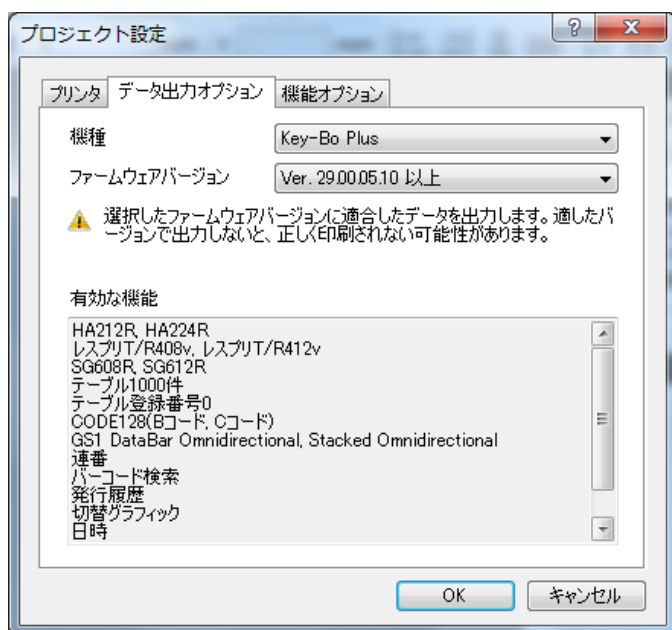 プロジェクト設定
プリンタ
データ出力オプション
機能オプション
機種
Key-Bo Plus
ファームウェアバージョン
Ver. 29.00.05.10 以上
選択したファームウェアバージョンに適合したデータを出力します。適したバ
ージョンで出力しないと、正しく印刷されない可能性があります。
有効な機能
HA212R, HA224R
レスプリT/R408v, レスプリT/R412v
SG608R, SG612R
テーブル1000件
テーブル登録番号0
CODE128(Bコード, Cコード)
GS1 DataBar Omnidirectional, Stacked Omnidirectional
連番
バーコード検索
発行履歴
切替グラフィック
日時
OK
キャンセル